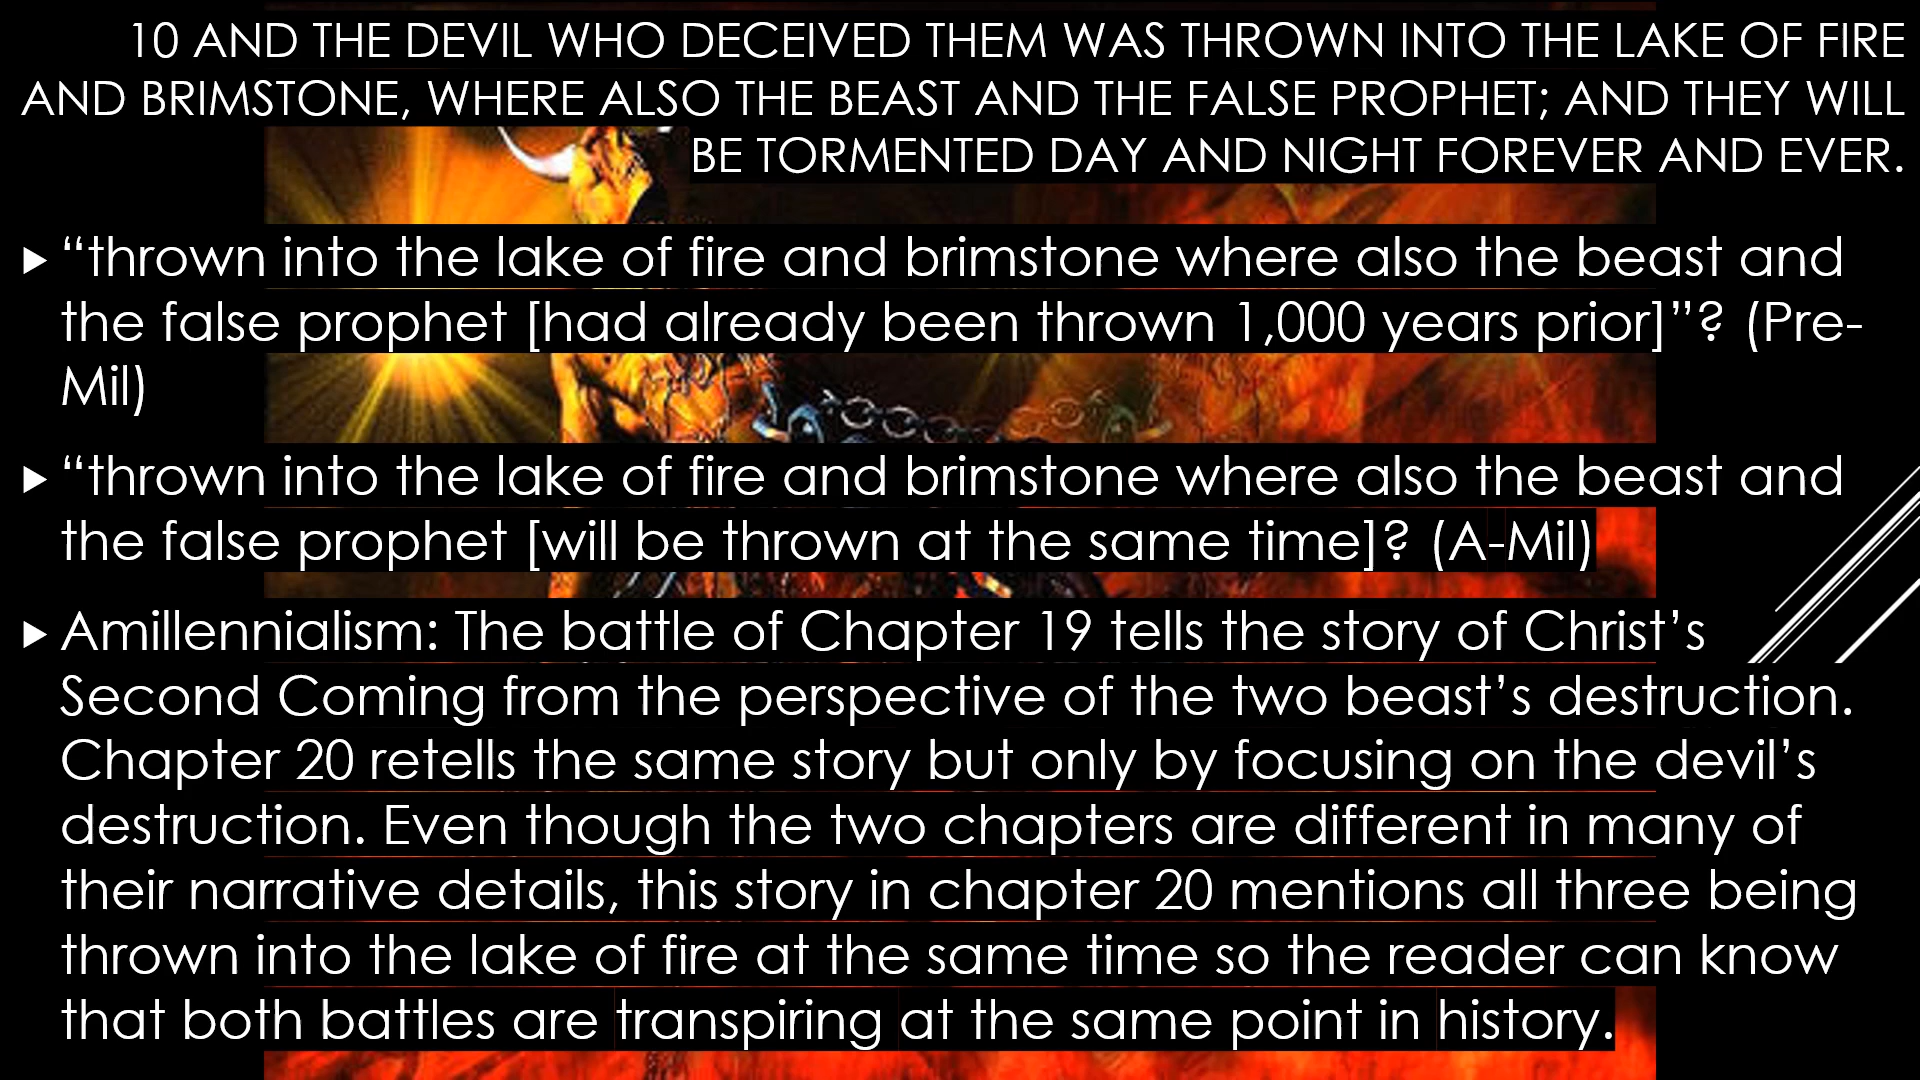 10 AND THE DEVIL WHO DECEIVED THEM WAS THROWN INTO THE LAKE OF FIRE
AND BRIMSTONE, WHERE ALSO THE BEAST AND THE FALSE PROPHET; AND THEY WILL
BE TORMENTED DAY AND NIGHT FOREVER AND EVER.
“thrown into the lake of fire and brimstone where also the beast and
the false prophet [had already been thrown 1,000 years prior]”? (Pre-
Mil)
“thrown into the lake of fire and brimstone where also the beast and
the false prophet [will be thrown at the same time]? (A-Mil)
Amillennialism: The battle of Chapter 19 tells the story of Christ’s
Second Coming from the perspective of the two beast’s destruction.
Chapter 20 retells the same story but only by focusing on the devil’s
destruction. Even though the two chapters are different in many of
their narrative details, this story in chapter 20 mentions all three being
thrown into the lake of fire at the same time so the reader can know
that both battles are transpiring at the same point in history.